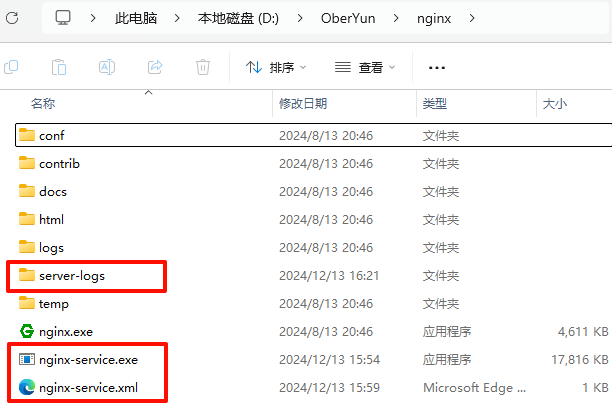 此电脑 > 本地磁盘 (D:) > OberYun > nginx >
排序 查看 ...
名称 修改日期 类型 大小
conf 2024/8/13 20:46 文件夹
contrib 2024/8/13 20:46 文件夹
docs 2024/8/13 20:46 文件夹
html 2024/8/13 20:46 文件夹
logs 2024/8/13 20:46 文件夹
server-logs 2024/12/13 16:21 文件夹
temp 2024/8/13 20:46 文件夹
nginx.exe 2024/8/13 20:46 应用程序 4,611 KB
nginx-service.exe 2024/12/13 15:54 应用程序 17,816 KB
nginx-service.xml 2024/12/13 15:59 Microsoft Edge ... 1 KB